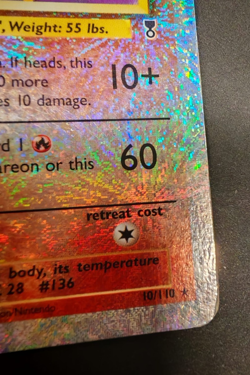 ', Weight: 55 lbs.
. If heads, this
0 more 10+
es 10 damage.
d 1
areon or this 60
retreat cost
body, its temperature
28 #136
Nintendo 10/110 ★